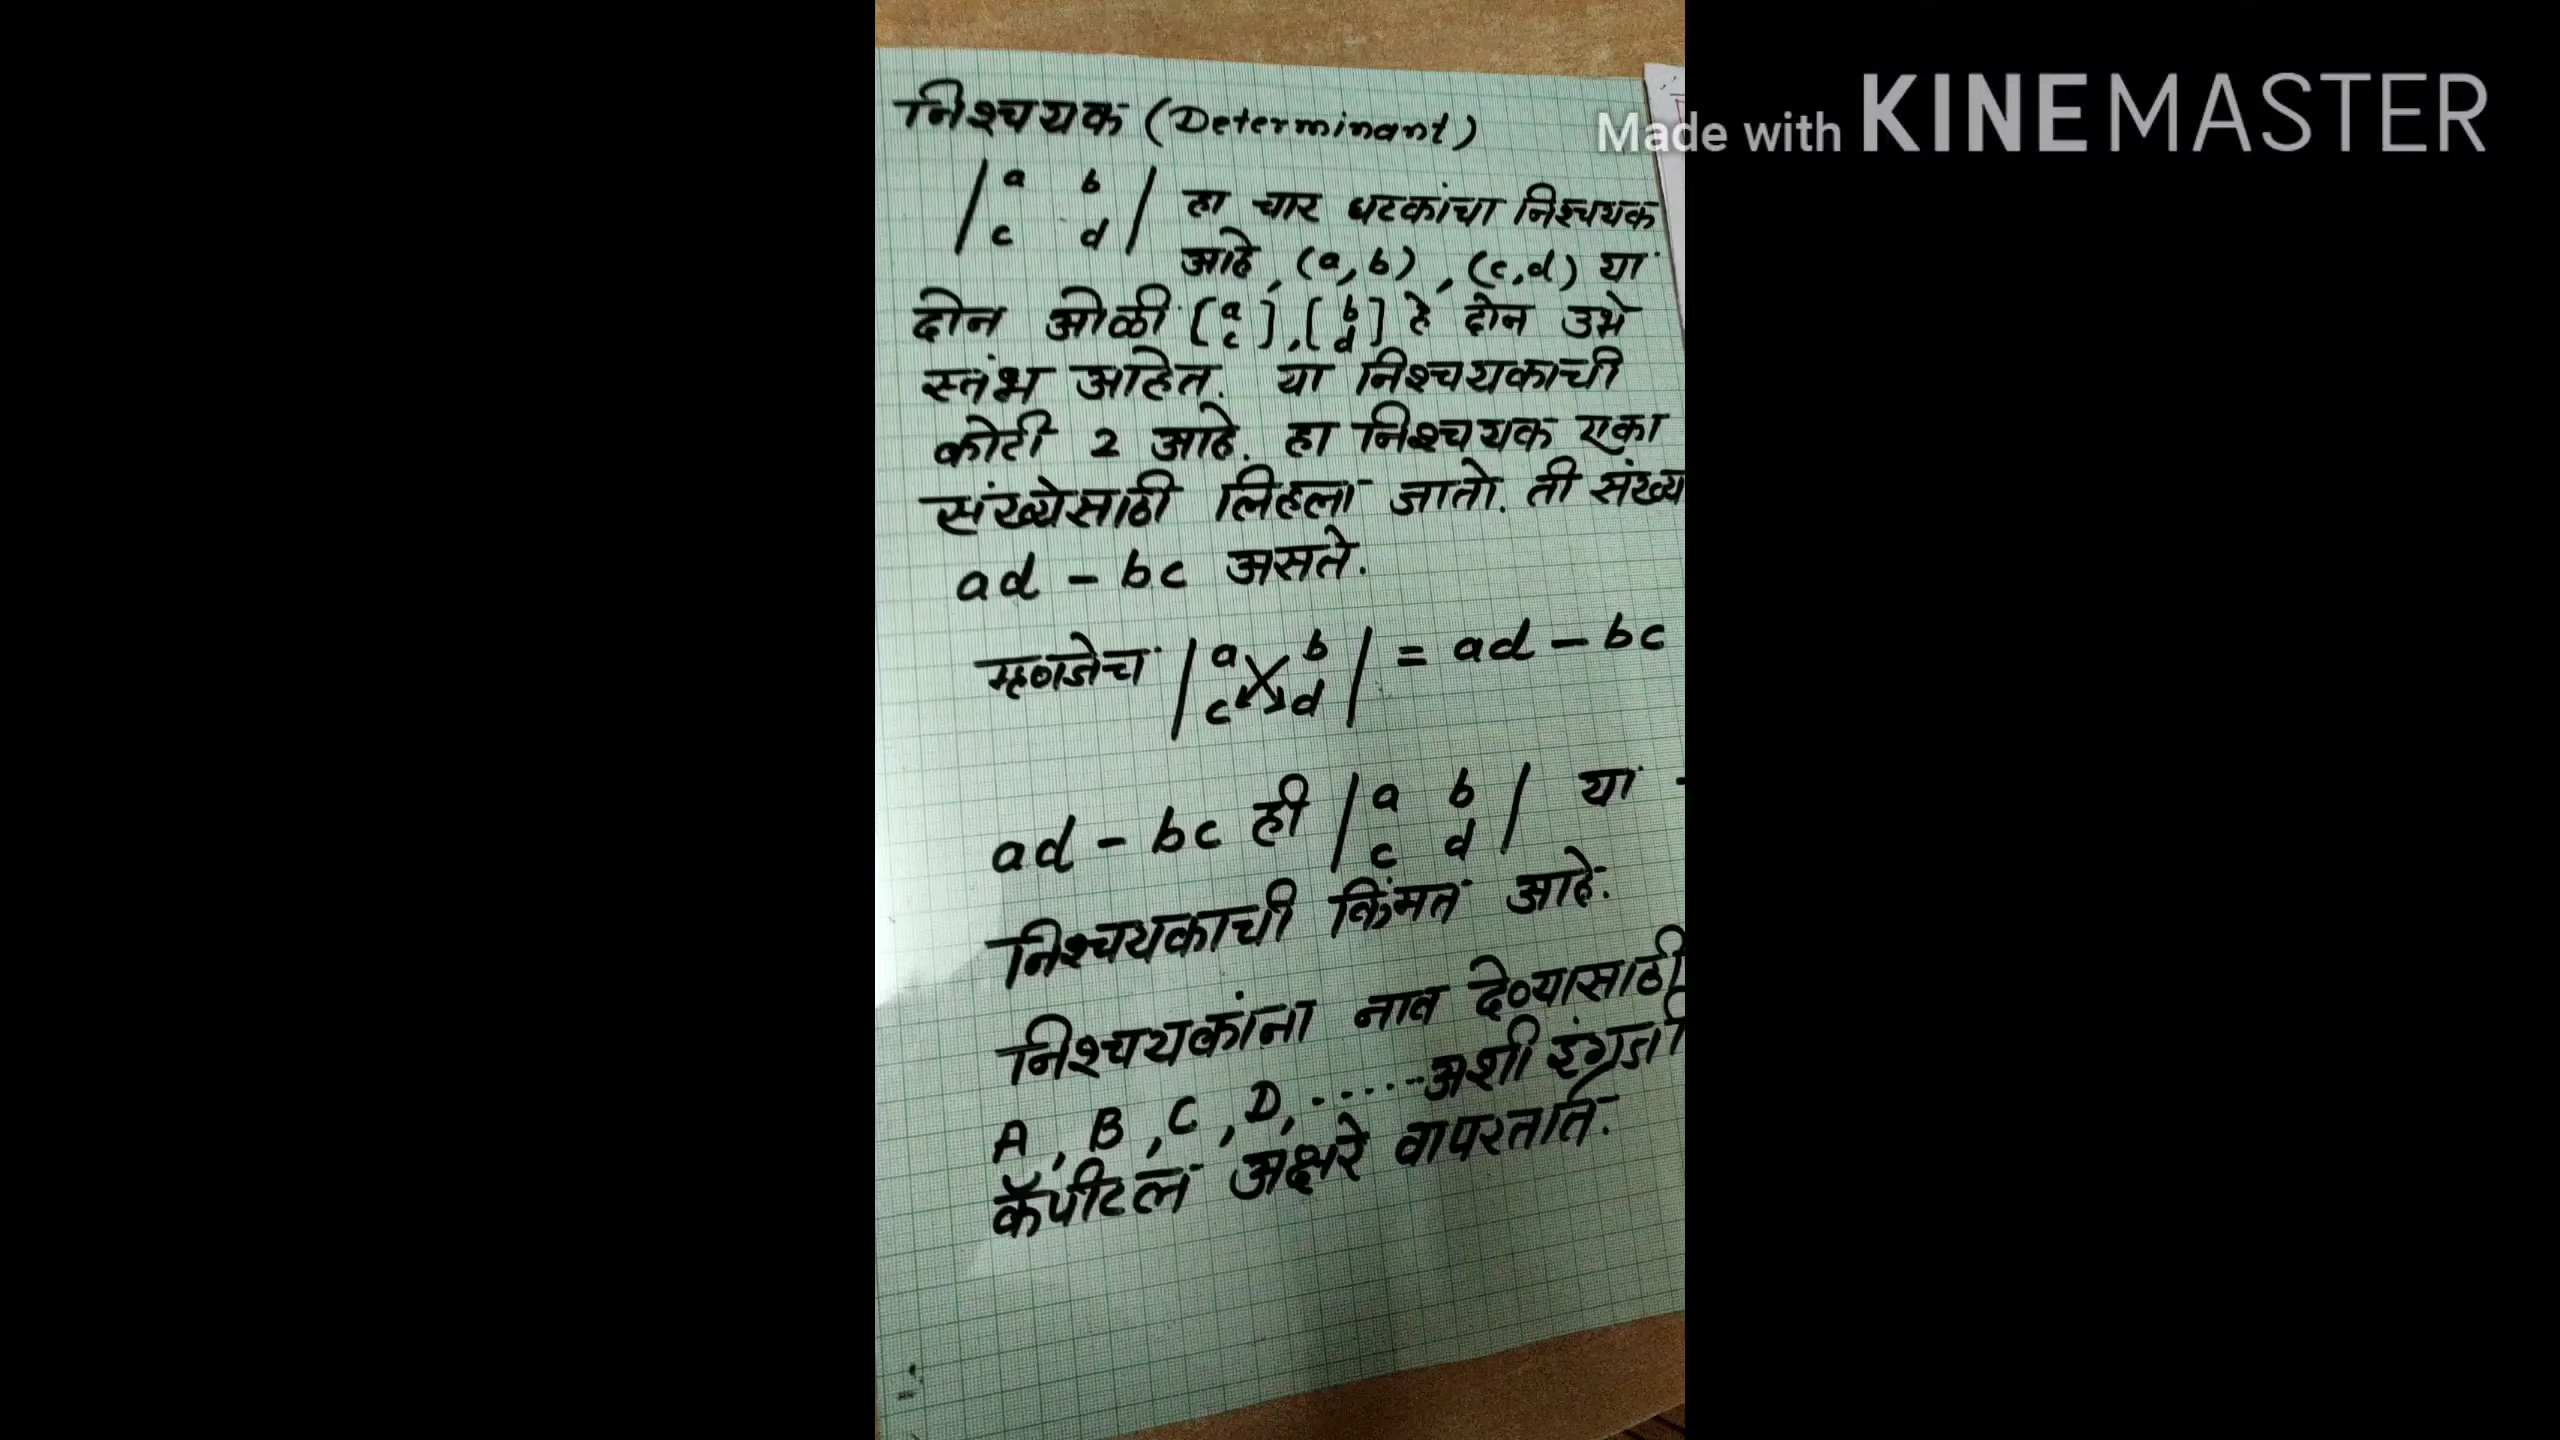 Made with KINEMASTER
निश्चयक (Determinant)
| a b | हा चार घटकांचा निश्चयक
| c d | आहे, (a, b), (c, d) या
दोन ओळी [a c], [b d] हे दोन उभे
स्तंभ आहेत. या निश्चयकाची
कोटी 2 आहे. हा निश्चयक एका
संख्येसाठी लिहला जातो. ती संख्य
ad - bc असते.
म्हणजेच | a b | = ad - bc
| c d |
ad - bc ही | a b | या
| c d |
निश्चयकाची किंमत आहे.
निश्चयकांना नाव देण्यासाठी
A, B, C, D, ..... अशी इंग्रजी
कॅपीटल अक्षरे वापरतात.